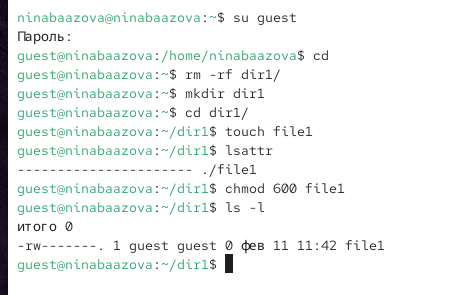 ninabaazova@ninabaazova:~$ su guest
Пароль:
guest@ninabaazova:/home/ninabaazova$ cd
guest@ninabaazova:~$ rm -rf dir1/
guest@ninabaazova:~$ mkdir dir1
guest@ninabaazova:~$ cd dir1/
guest@ninabaazova:~/dir1$ touch file1
guest@ninabaazova:~/dir1$ lsattr
---------------------- ./file1
guest@ninabaazova:~/dir1$ chmod 600 file1
guest@ninabaazova:~/dir1$ ls -l
итого 0
-rw-------. 1 guest guest 0 фев 11 11:42 file1
guest@ninabaazova:~/dir1$